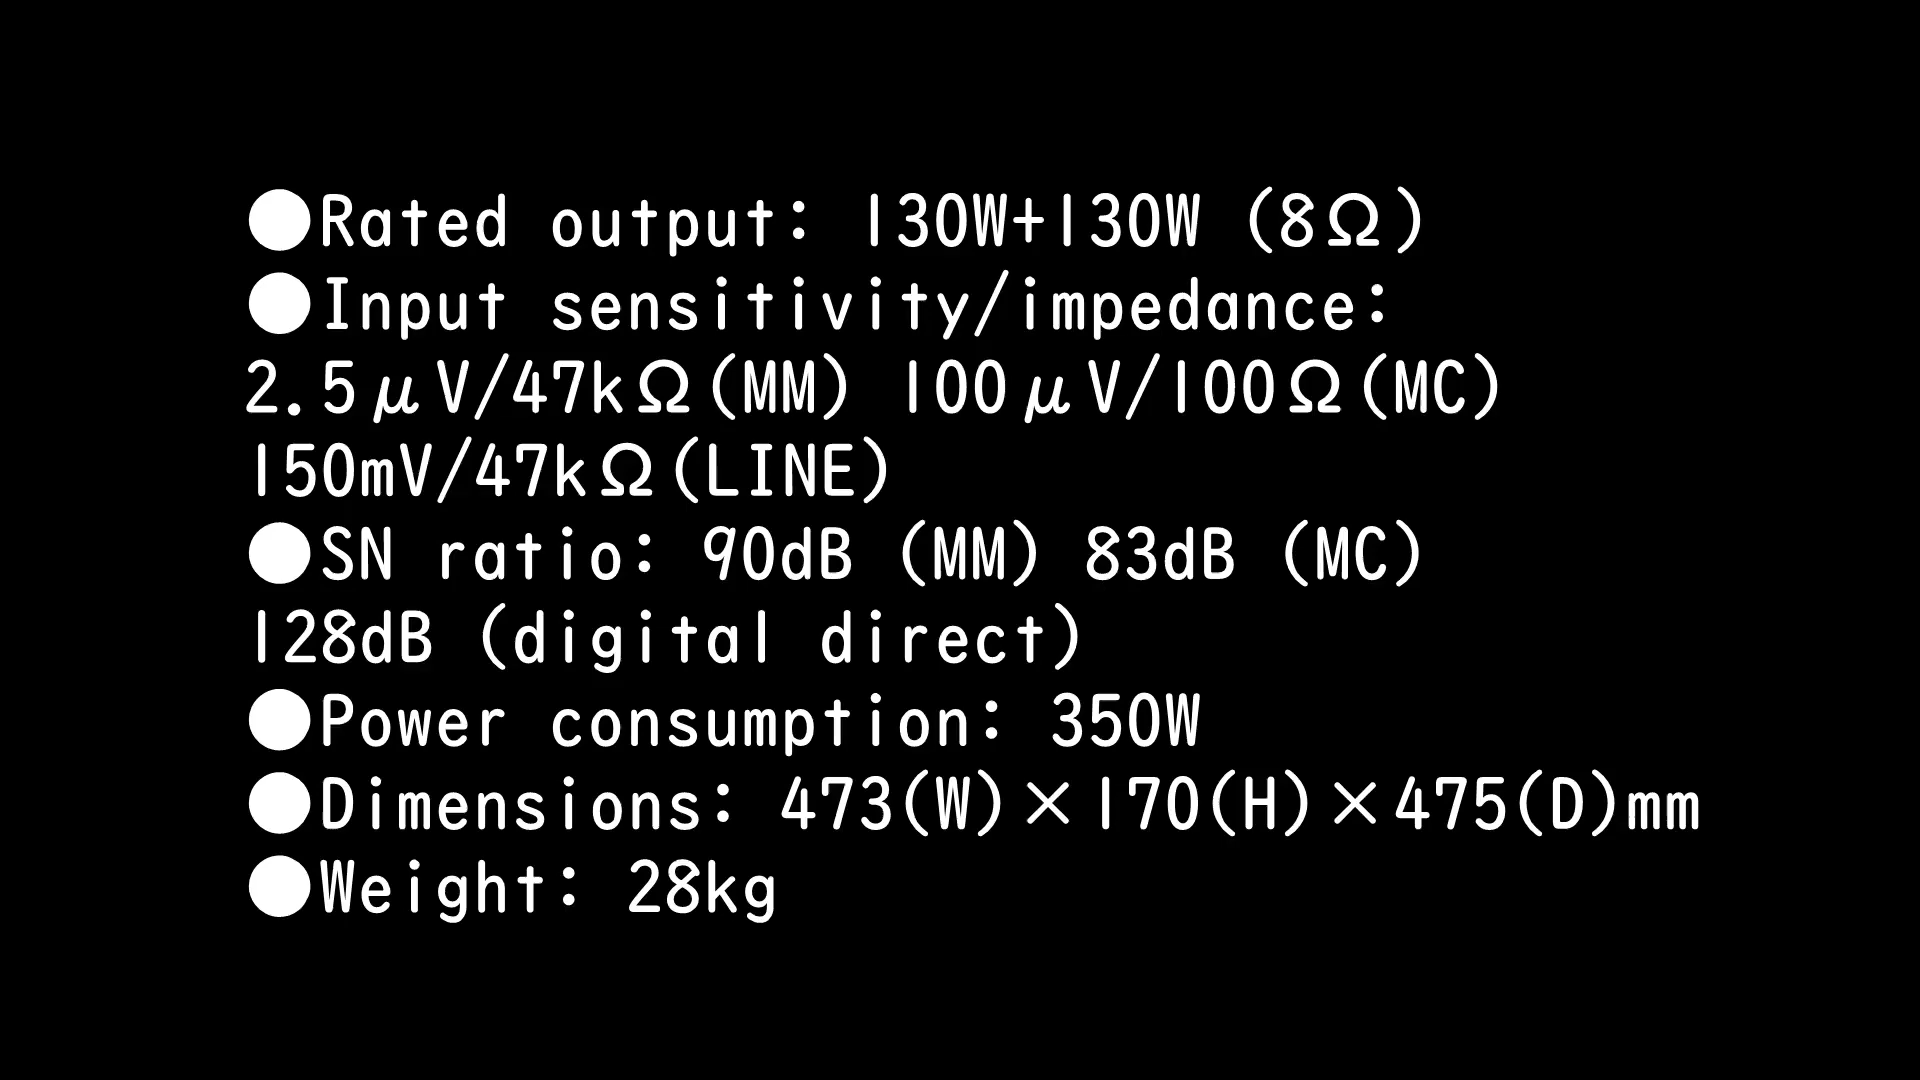 ●Rated output: 130W+130W (8Ω)
●Input sensitivity/impedance:
2.5μV/47kΩ(MM) 100μV/100Ω(MC)
150mV/47kΩ(LINE)
●SN ratio: 90dB (MM) 83dB (MC)
128dB (digital direct)
●Power consumption: 350W
●Dimensions: 473(W)×170(H)×475(D)mm
●Weight: 28kg